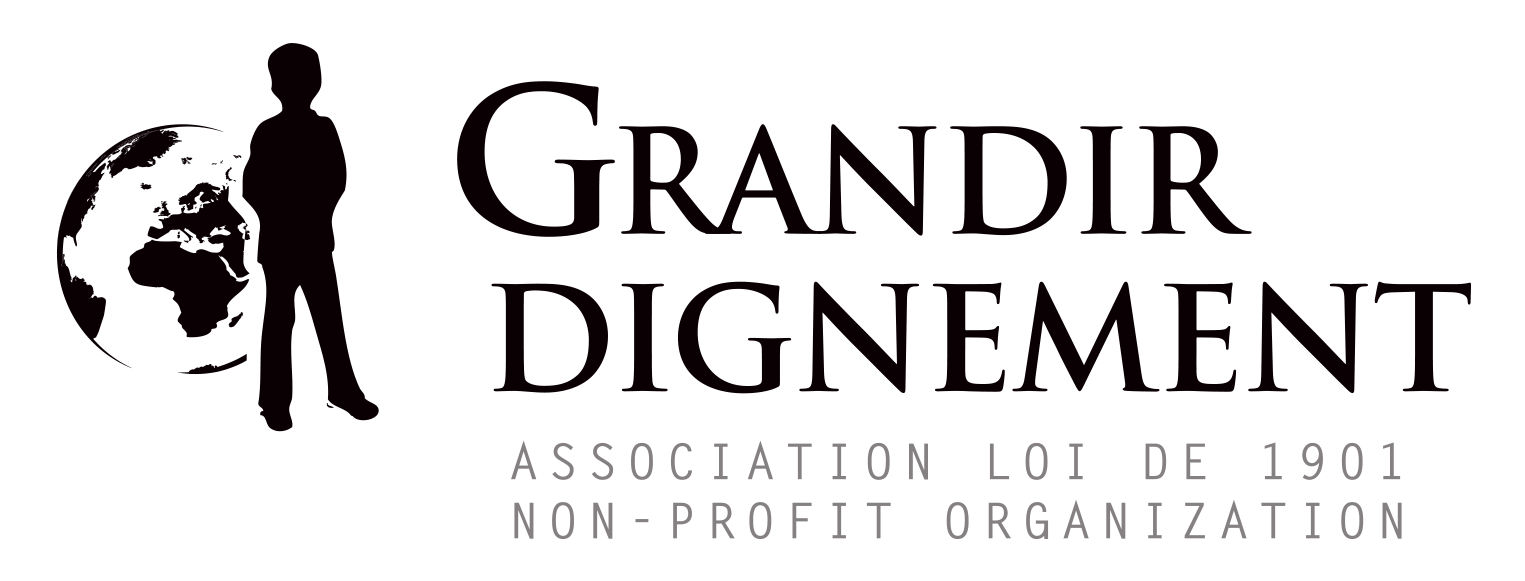 GRANDIR
DIGNEMENT
ASSOCIATION LOI DE 1901
NON-PROFIT ORGANIZATION